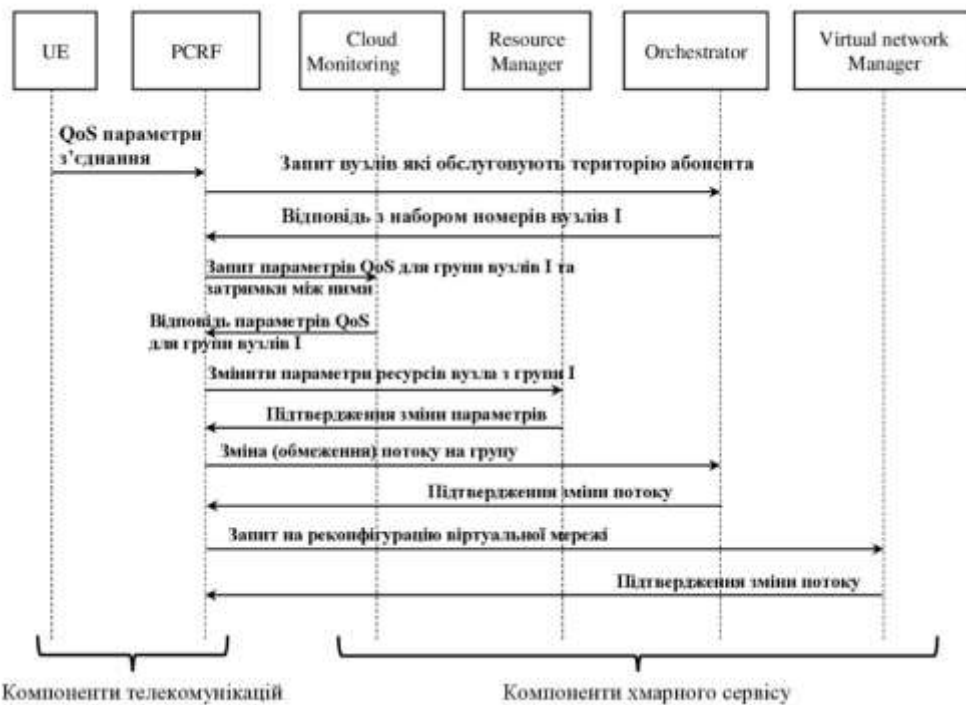 UE
PCRF
Cloud
Monitoring
Resource
Manager
Orchestrator
Virtual network
Manager
QoS параметри
з’єднання
Запит вузлів які обслуговують територію абонента
Відповідь з набором номерів вузлів I
Запит параметрів QoS для групи вузлів I та
затримки між ними
Відповідь параметрів QoS
для групи вузлів I
Змінити параметри ресурсів вузла з групи I
Підтвердження зміни параметрів
Зміна (обмеження) потоку на групу
Підтвердження зміни потоку
Запит на реконфігурацію віртуальної мережі
Підтвердження зміни потоку
Компоненти телекомунікацій
Компоненти хмарного сервісу